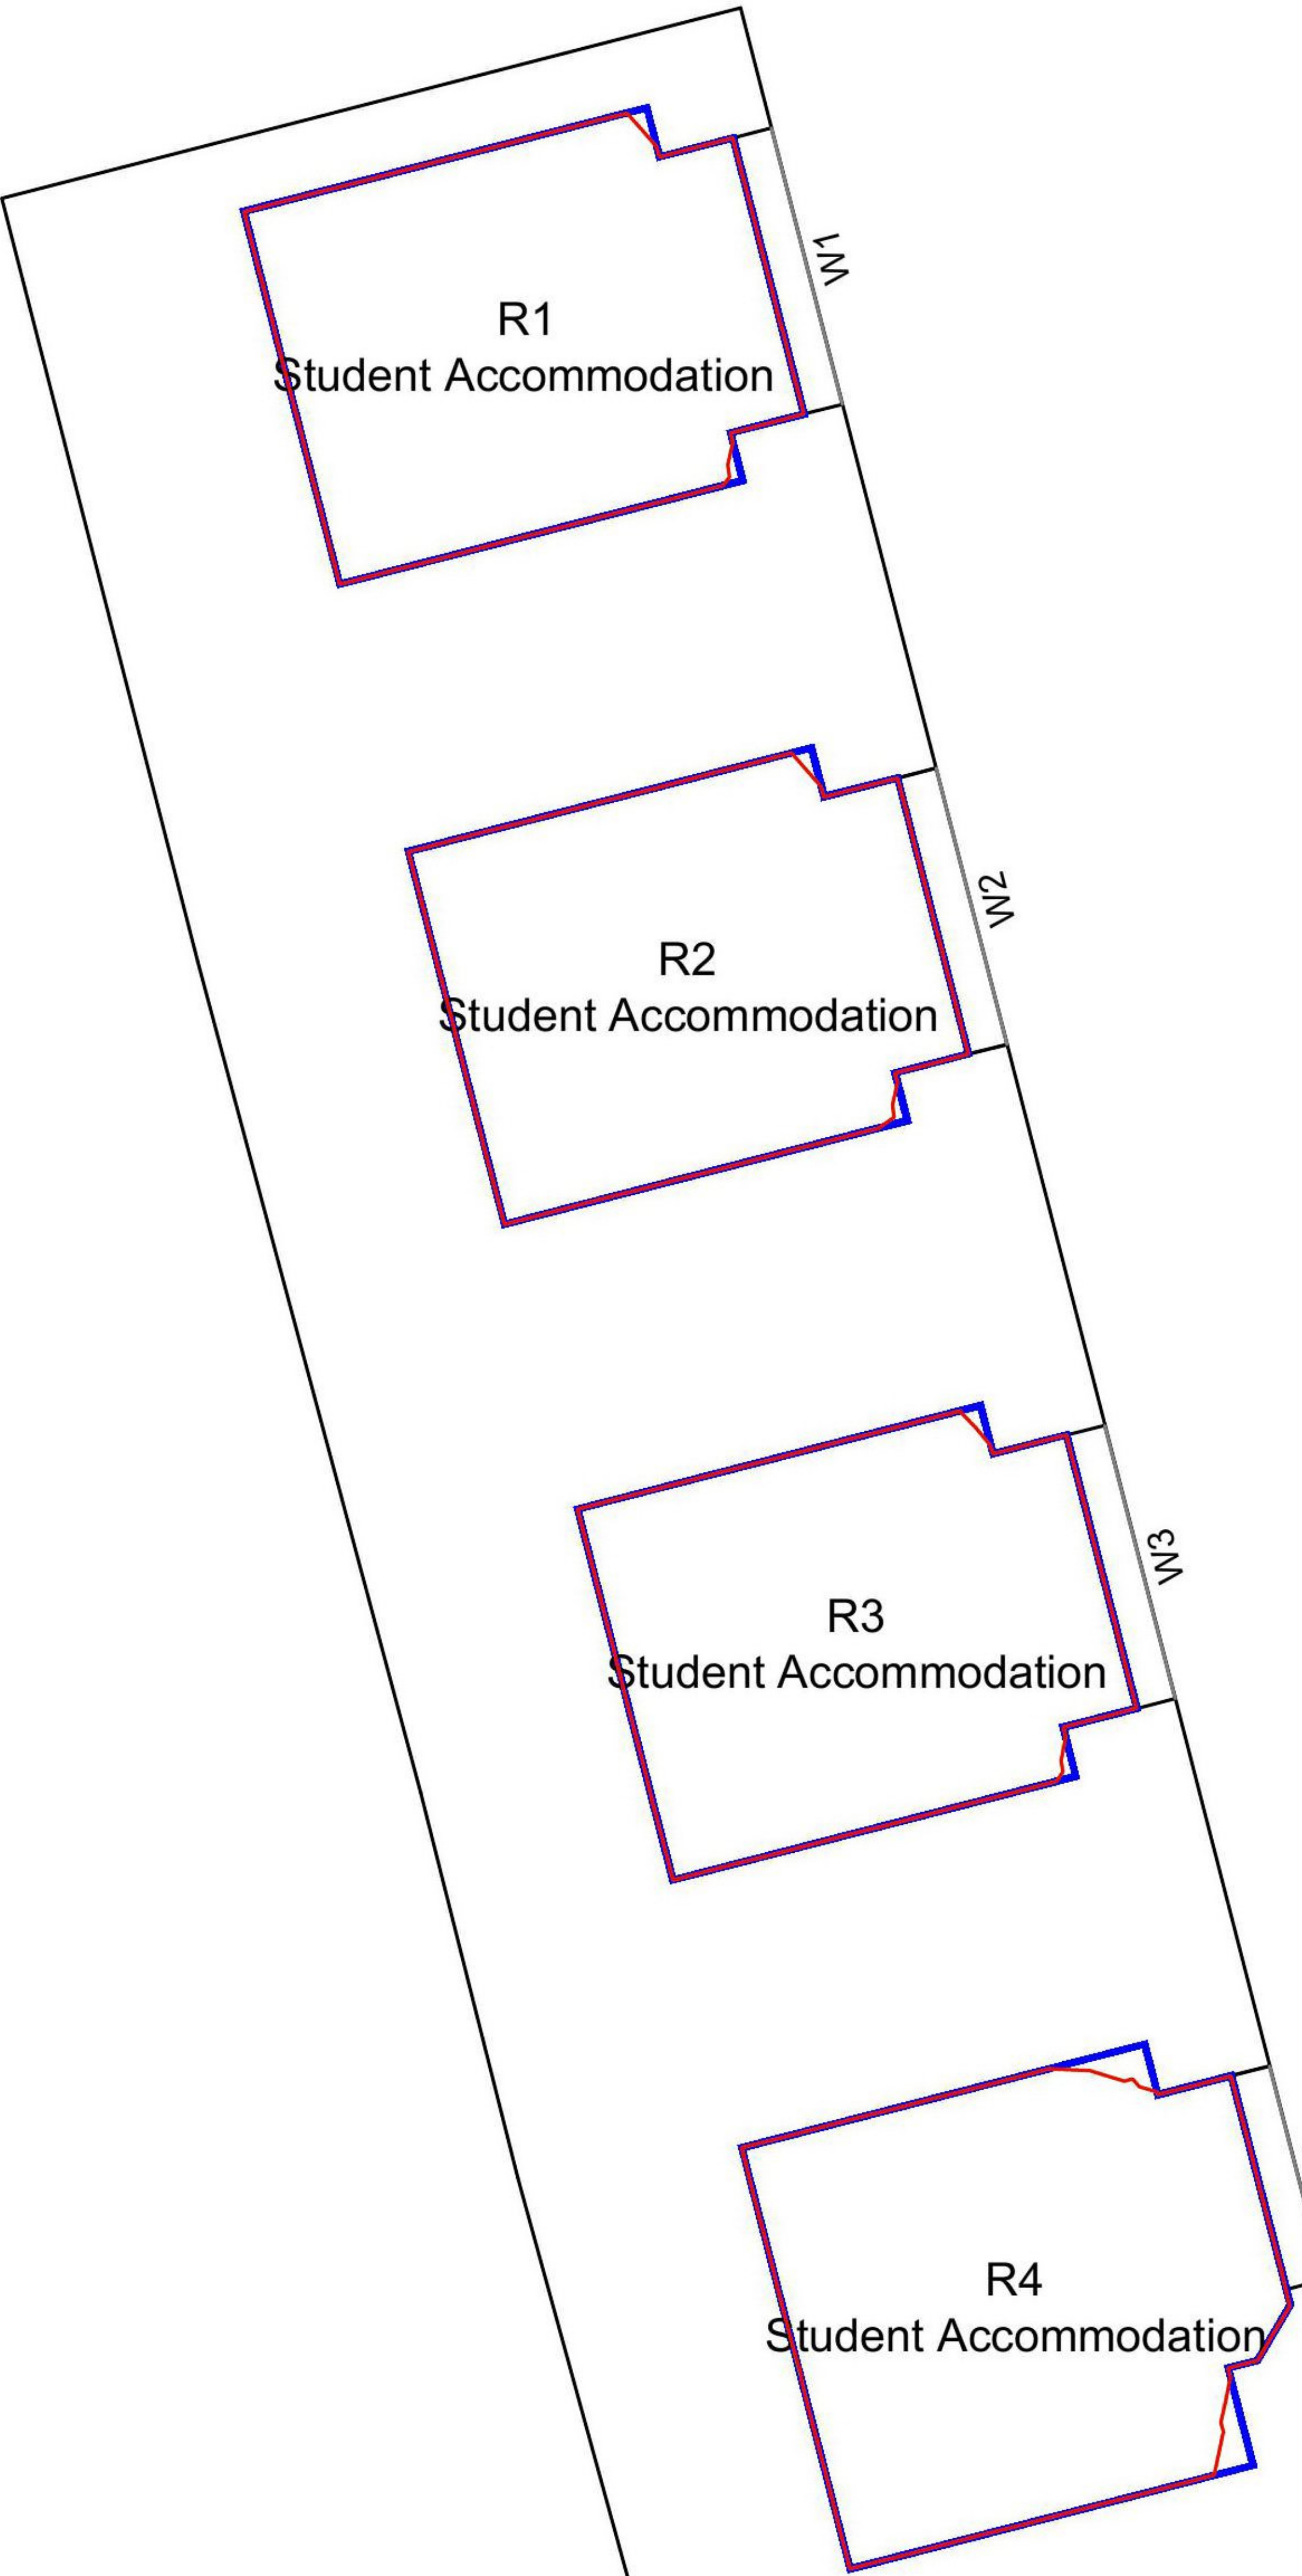 W1
R1
Student Accommodation
W2
R2
Student Accommodation
W3
R3
Student Accommodation
R4
Student Accommodation